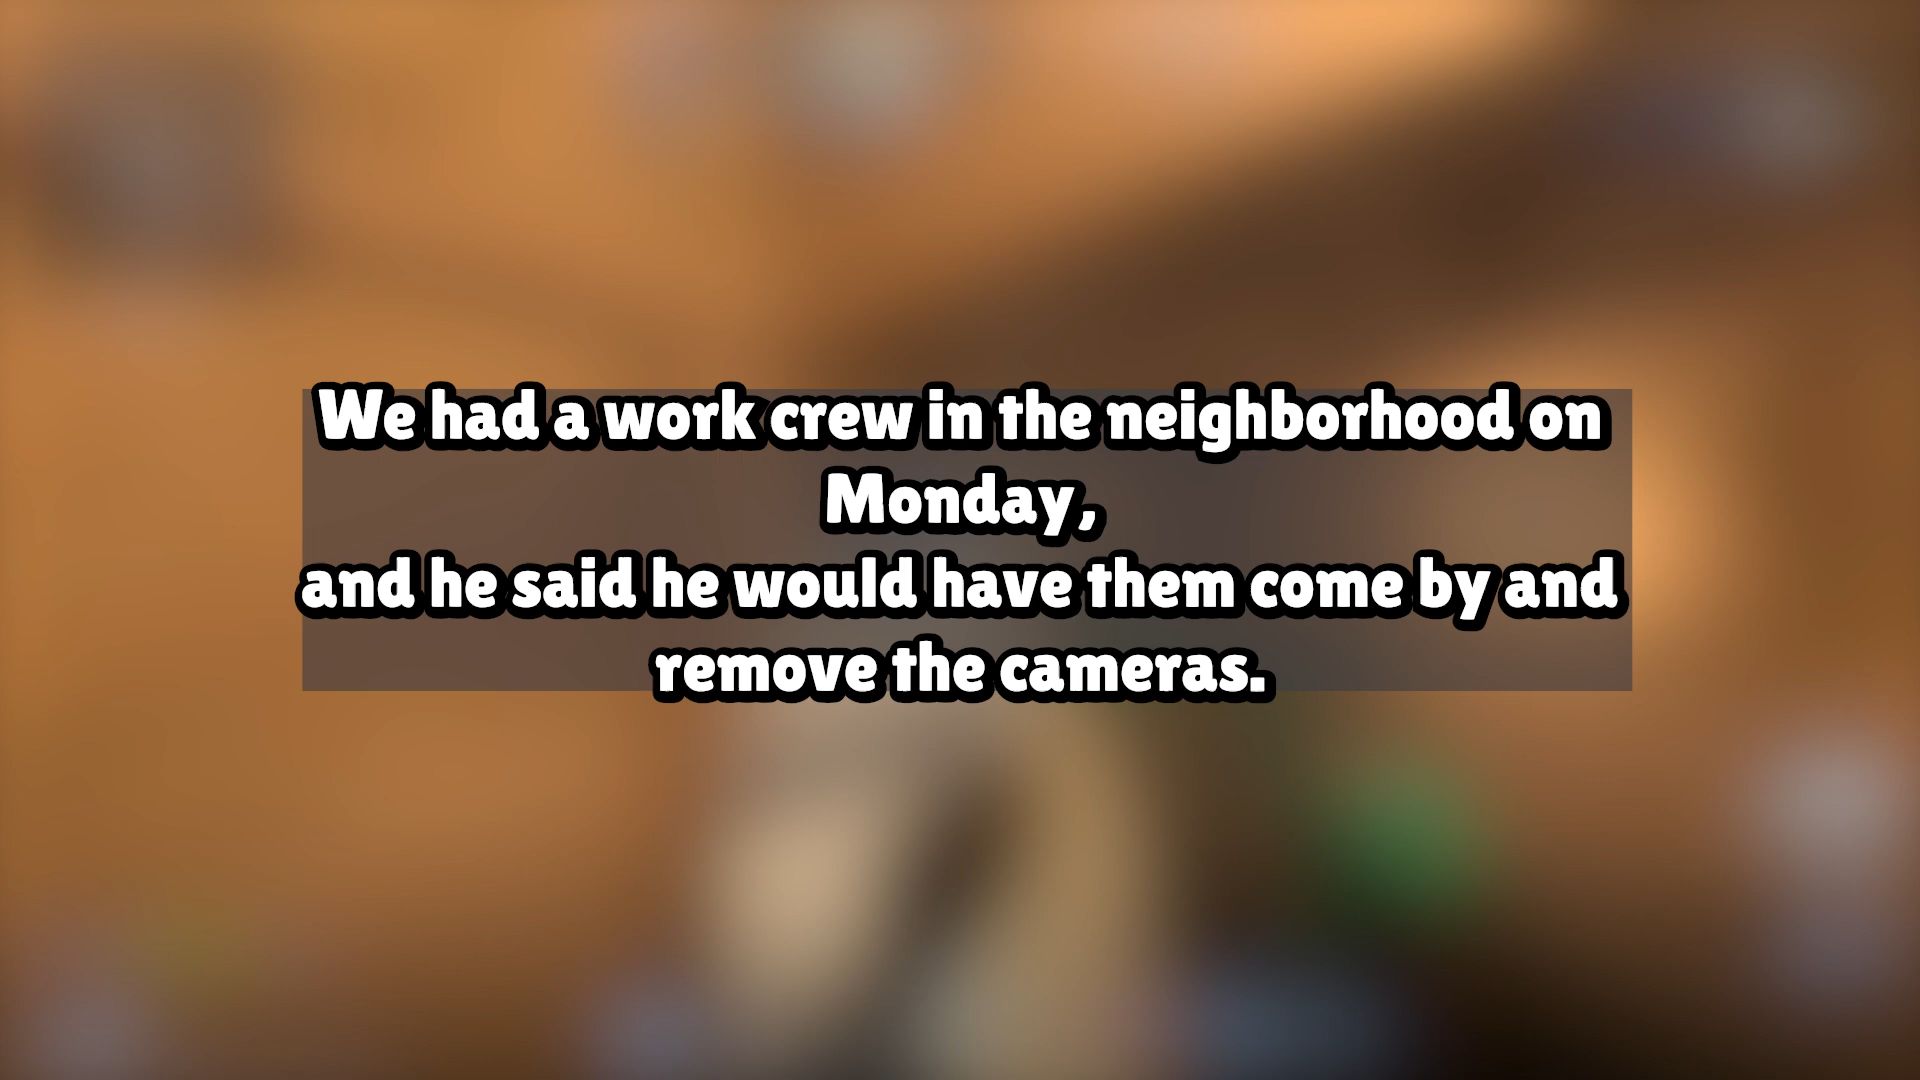 We had a work crew in the neighborhood on
Monday,
and he said he would have them come by and
remove the cameras.